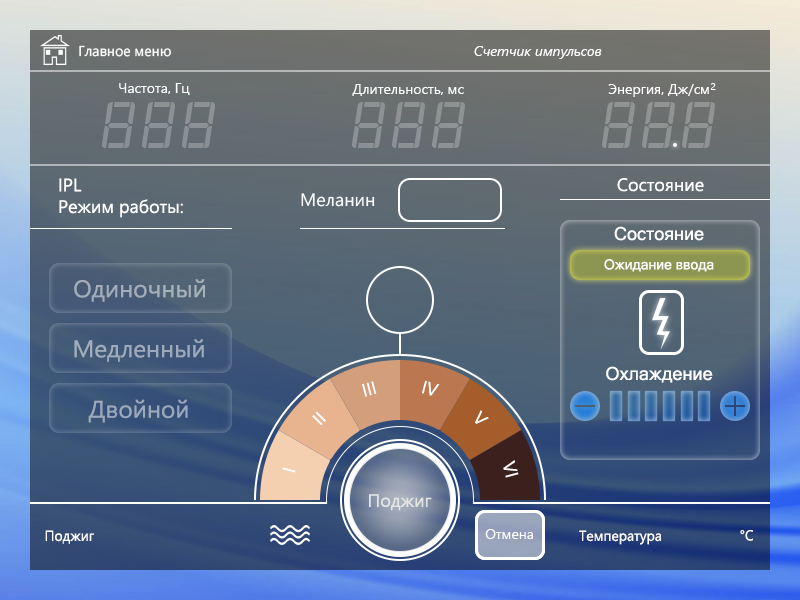 Главное меню
Счетчик импульсов
Частота, Гц
Длительность, мс
Энергия, Дж/см²
888
888
88.8
IPL
Режим работы:
Меланин
Состояние
Состояние
Ожидание ввода
Одиночный
Медленный
Двойной
Охлаждение
I
II
III
IV
V
VI
Поджиг
Поджиг
Отмена
Температура
°C